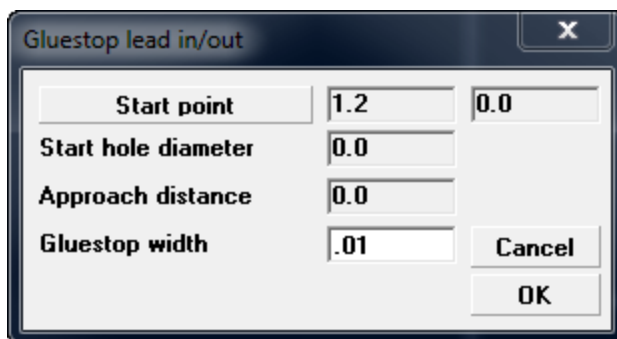 Gluestop lead in/out x
Start point 1.2 0.0
Start hole diameter 0.0
Approach distance 0.0
Gluestop width .01 Cancel
OK